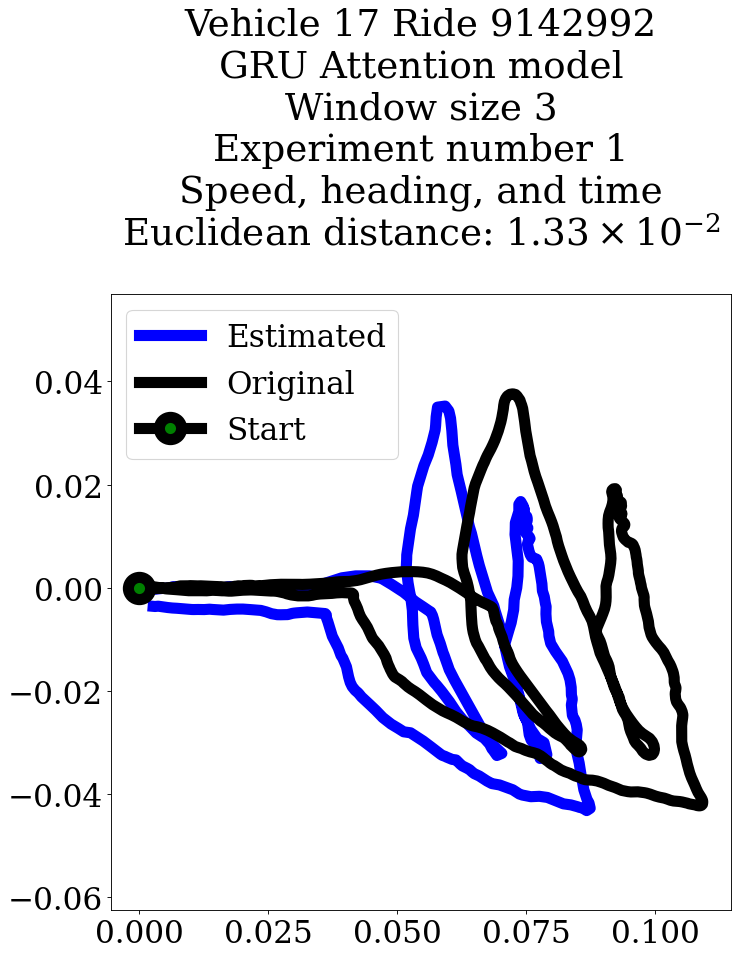 Vehicle 17 Ride 9142992
GRU Attention model
Window size 3
Experiment number 1
Speed, heading, and time
Euclidean distance: 1.33 × 10⁻²
Estimated
Original
Start
0.04
0.02
0.00
−0.02
−0.04
−0.06
0.000 0.025 0.050 0.075 0.100